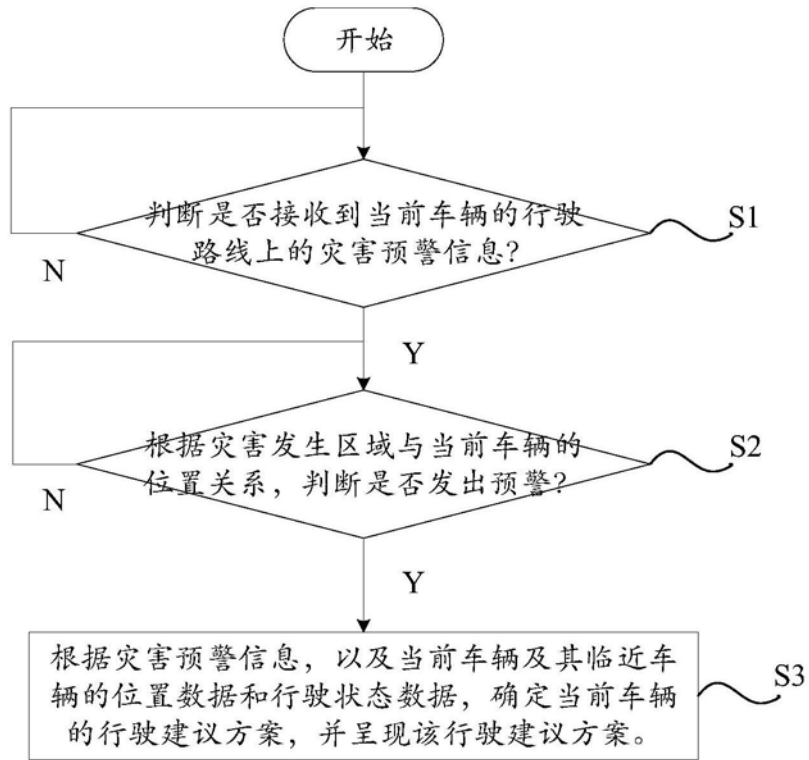 开始
判断是否接收到当前车辆的行驶
路线上的灾害预警信息?
S1
N
Y
根据灾害发生区域与当前车辆的
位置关系，判断是否发出预警?
S2
N
Y
根据灾害预警信息，以及当前车辆及其临近车
辆的位置数据和行驶状态数据，确定当前车辆
的行驶建议方案，并呈现该行驶建议方案。
S3